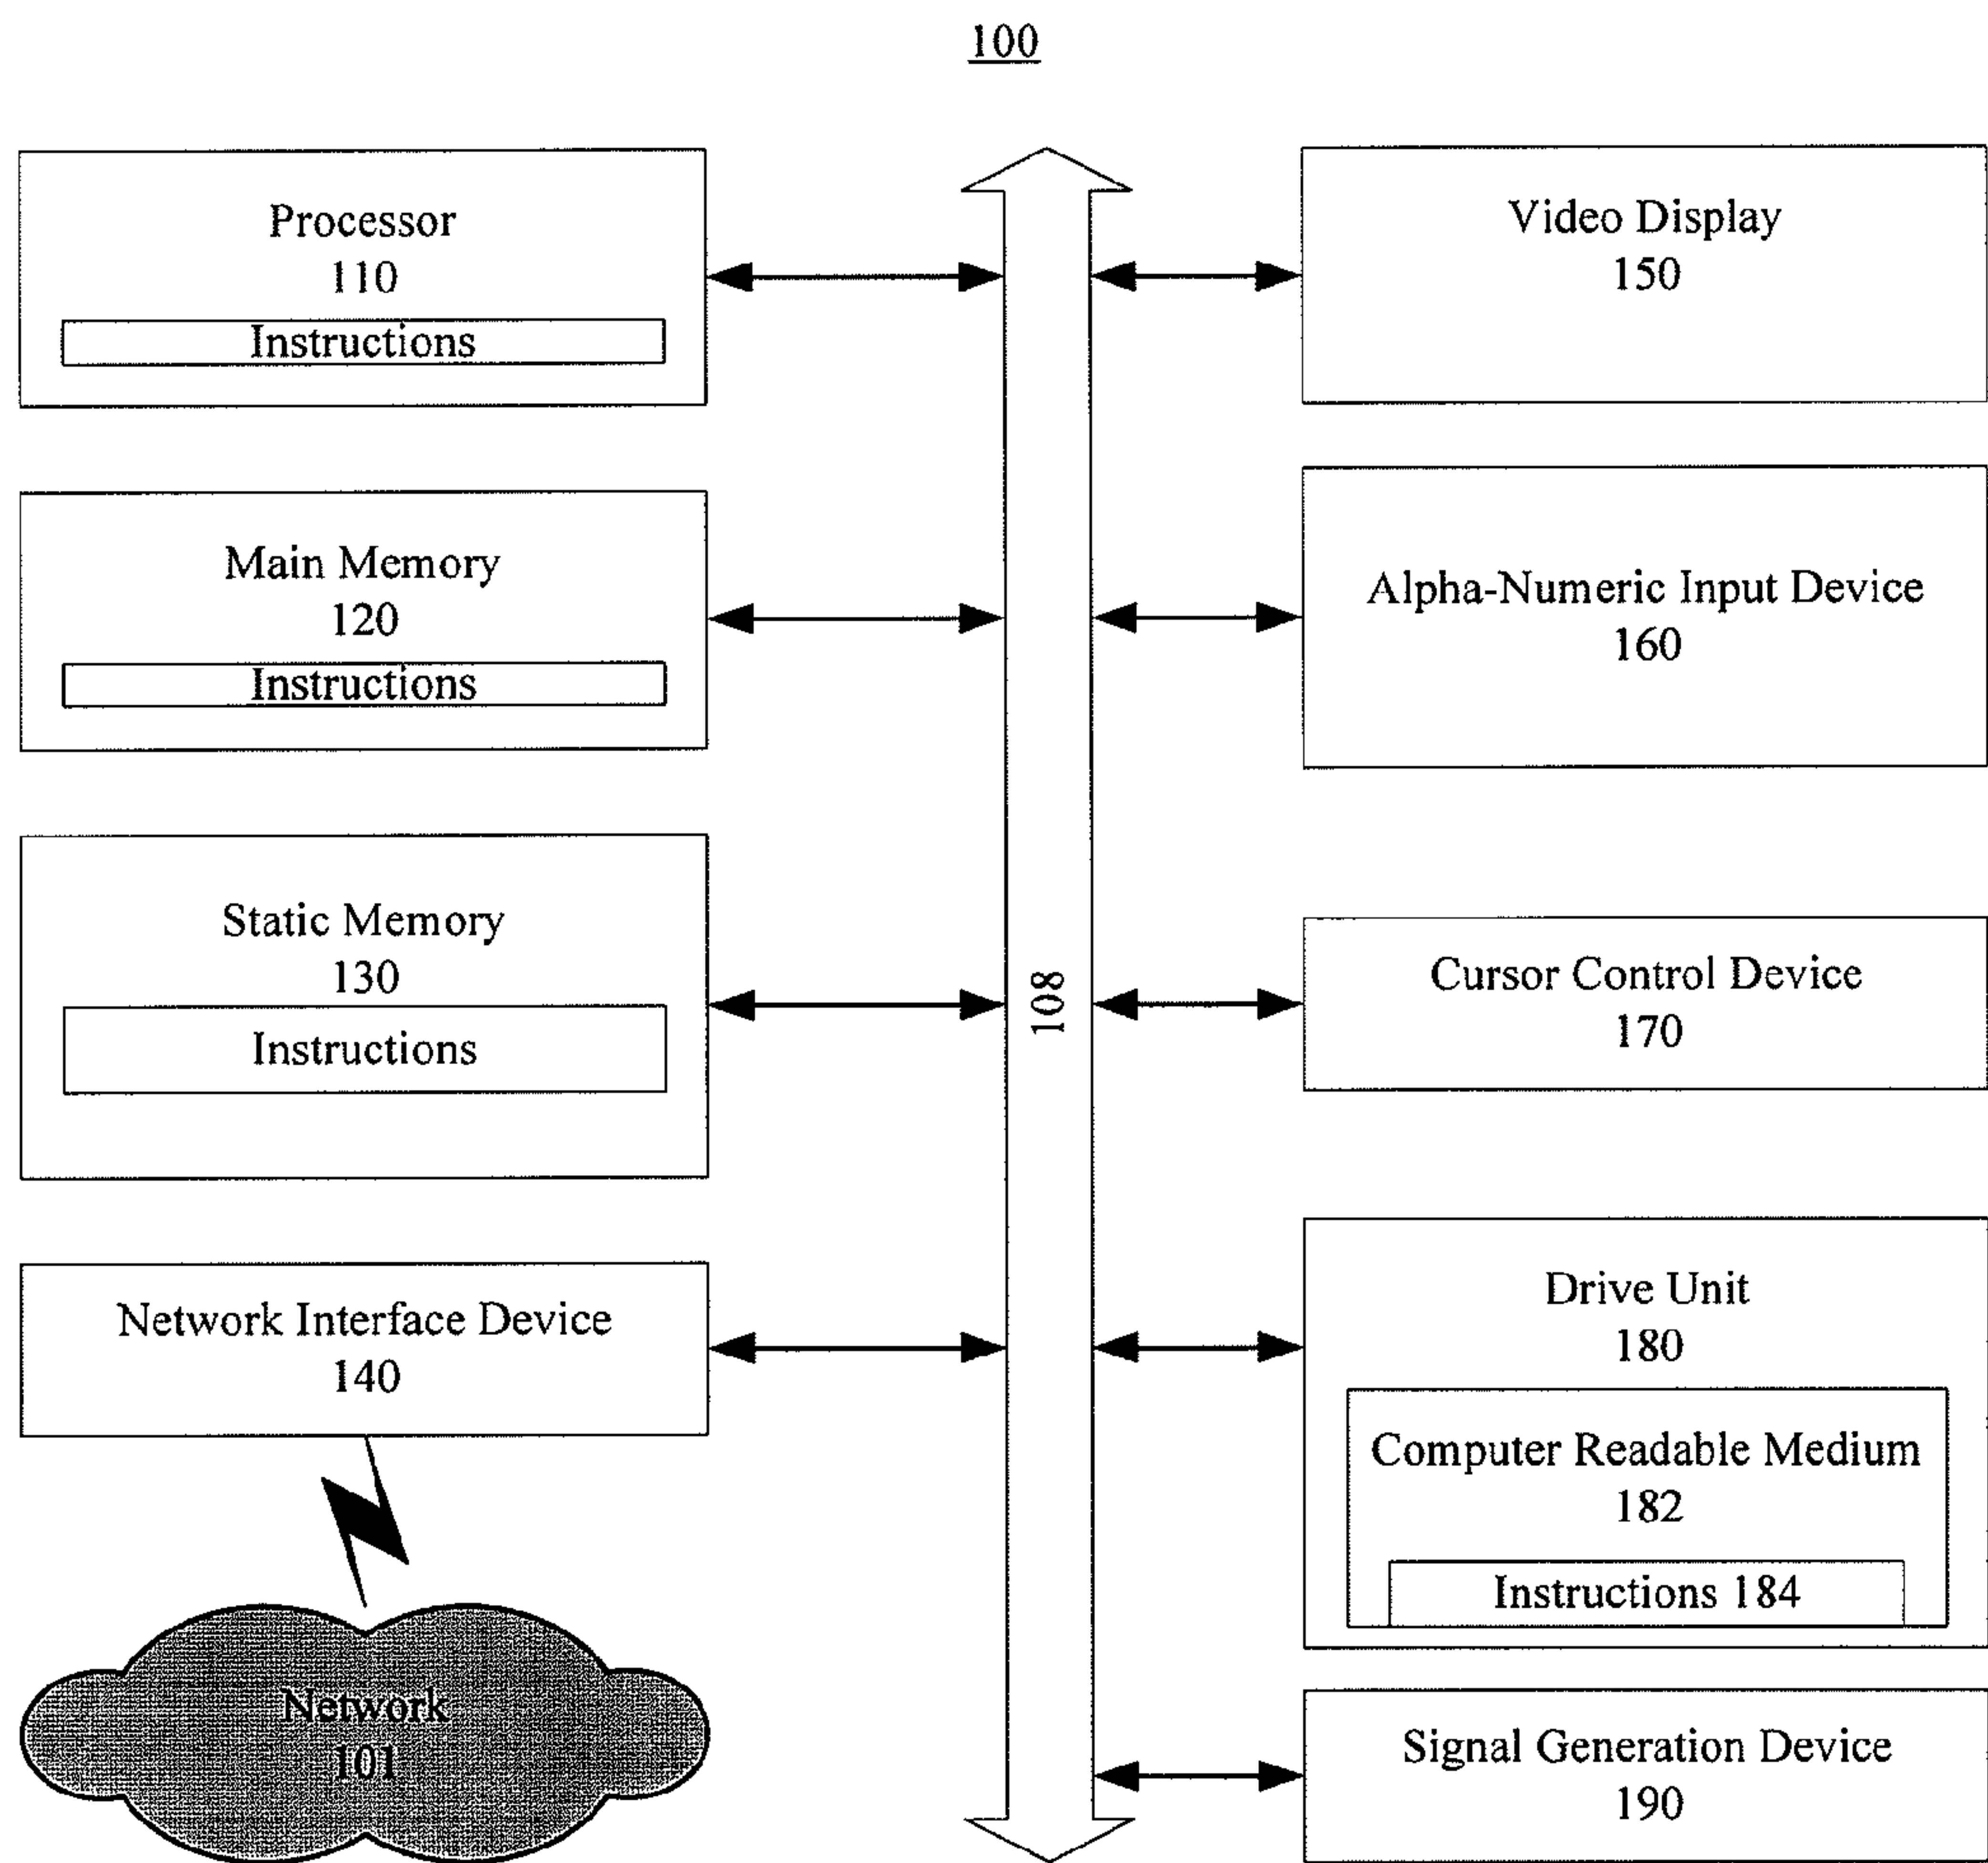 100
Processor
110
Instructions
Main Memory
120
Instructions
Static Memory
130
Instructions
Network Interface Device
140
Network
101
108
Video Display
150
Alpha-Numeric Input Device
160
Cursor Control Device
170
Drive Unit
180
Computer Readable Medium
182
Instructions 184
Signal Generation Device
190